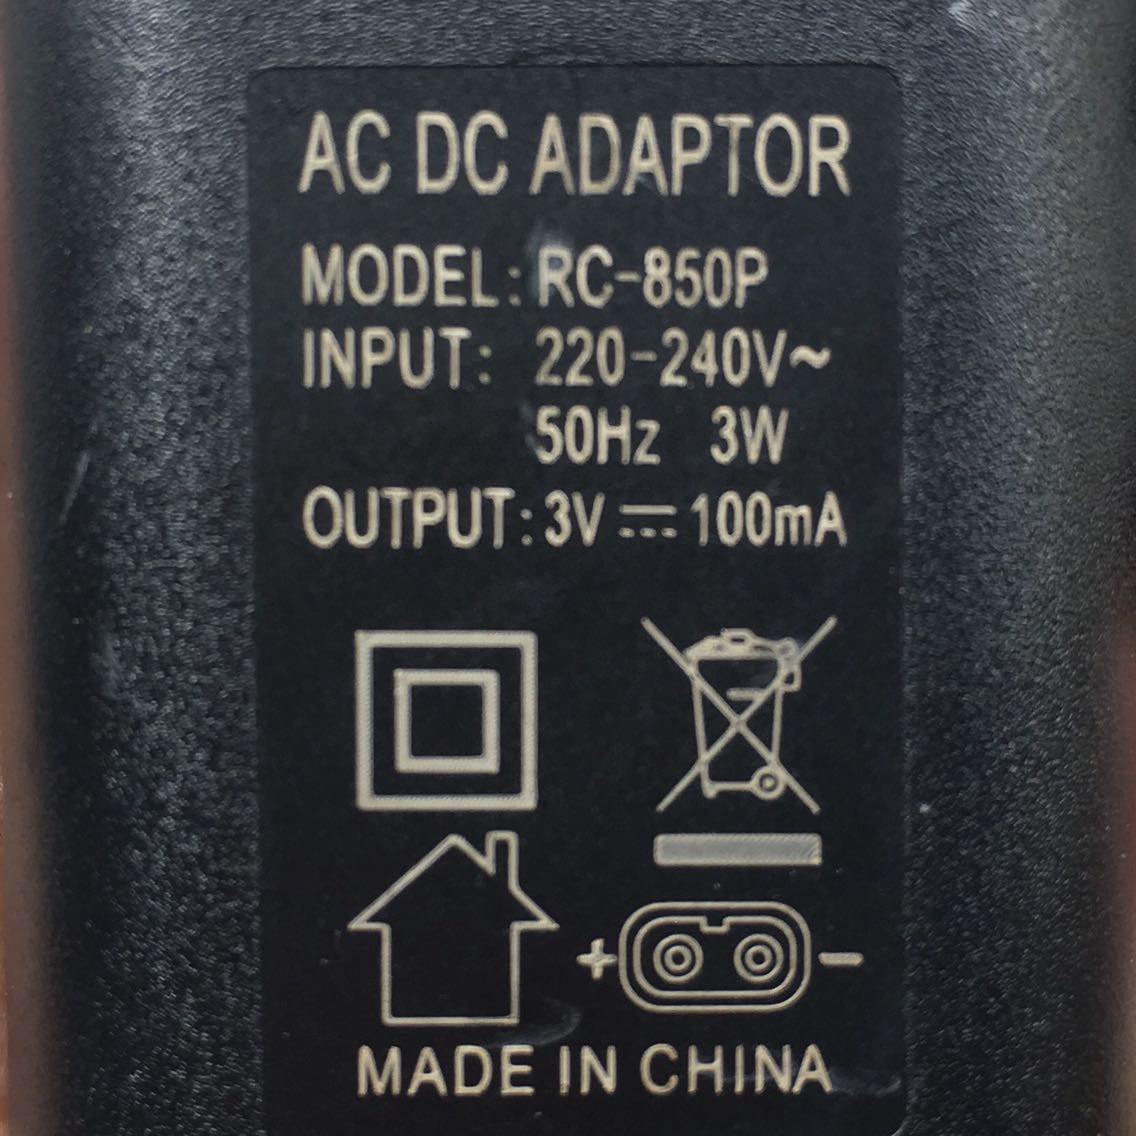 AC DC ADAPTOR
MODEL: RC-850P
INPUT: 220-240V~
50Hz 3W
OUTPUT: 3V ⎓ 100mA
+ −
MADE IN CHINA